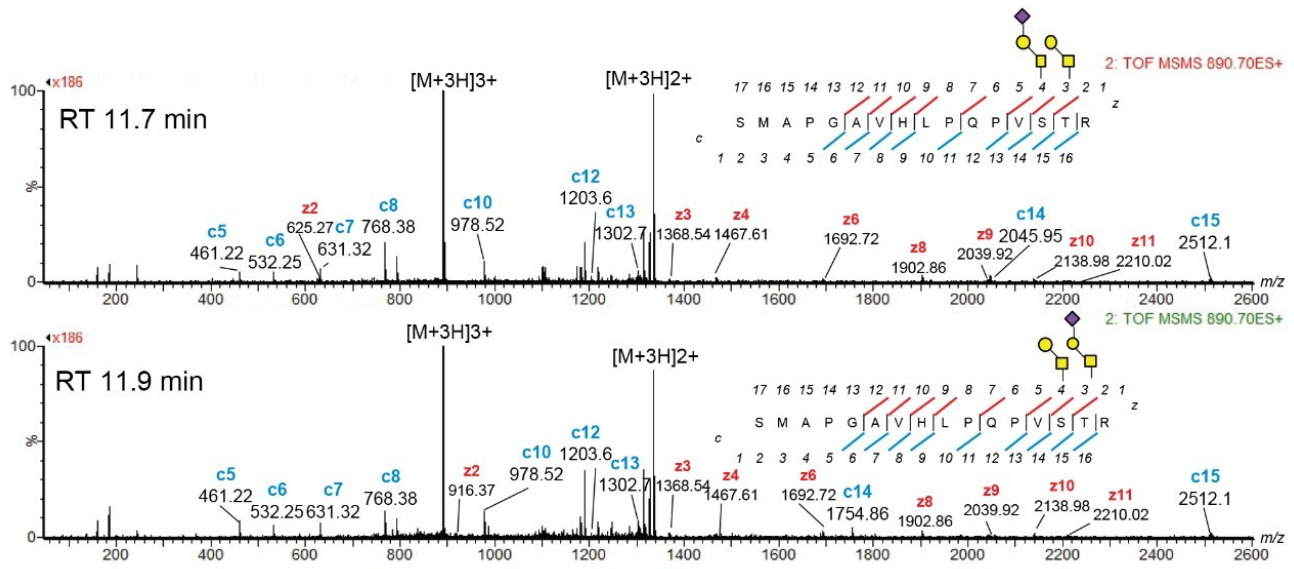 x186
2: TOF MSMS 890.70ES+
100
[M+3H]3+
[M+3H]2+
RT 11.7 min
17 16 15 14 13 12 11 10 9 8 7 6 5 4 3 2 1
z
S M A P G A V H L P Q P V S T R
c
1 2 3 4 5 6 7 8 9 10 11 12 13 14 15 16
%
c5
461.22
c6
532.25
z2
625.27
c7
631.32
c8
768.38
c10
978.52
c12
1203.6
c13
1302.7
z3
1368.54
z4
1467.61
z6
1692.72
z8
1902.86
z9
2039.92
c14
2045.95
z10
2138.98
z11
2210.02
c15
2512.1
0
200 400 600 800 1000 1200 1400 1600 1800 2000 2200 2400 2600 m/z
x186
2: TOF MSMS 890.70ES+
100
[M+3H]3+
[M+3H]2+
RT 11.9 min
17 16 15 14 13 12 11 10 9 8 7 6 5 4 3 2 1
z
S M A P G A V H L P Q P V S T R
c
1 2 3 4 5 6 7 8 9 10 11 12 13 14 15 16
%
c5
461.22
c6
532.25
c7
631.32
c8
768.38
z2
916.37
c10
978.52
c12
1203.6
c13
1302.7
z3
1368.54
z4
1467.61
z6
1692.72
c14
1754.86
z8
1902.86
z9
2039.92
z10
2138.98
z11
2210.02
c15
2512.1
0
200 400 600 800 1000 1200 1400 1600 1800 2000 2200 2400 2600 m/z